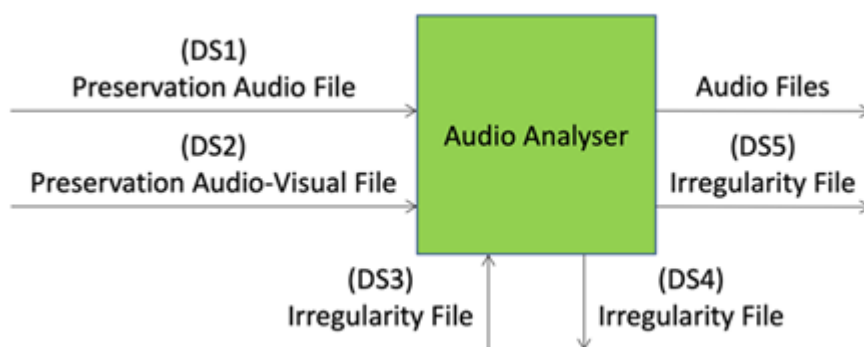 (DS1)
Preservation Audio File
(DS2)
Preservation Audio-Visual File
Audio Analyser
Audio Files
(DS5)
Irregularity File
(DS3)
Irregularity File
(DS4)
Irregularity File